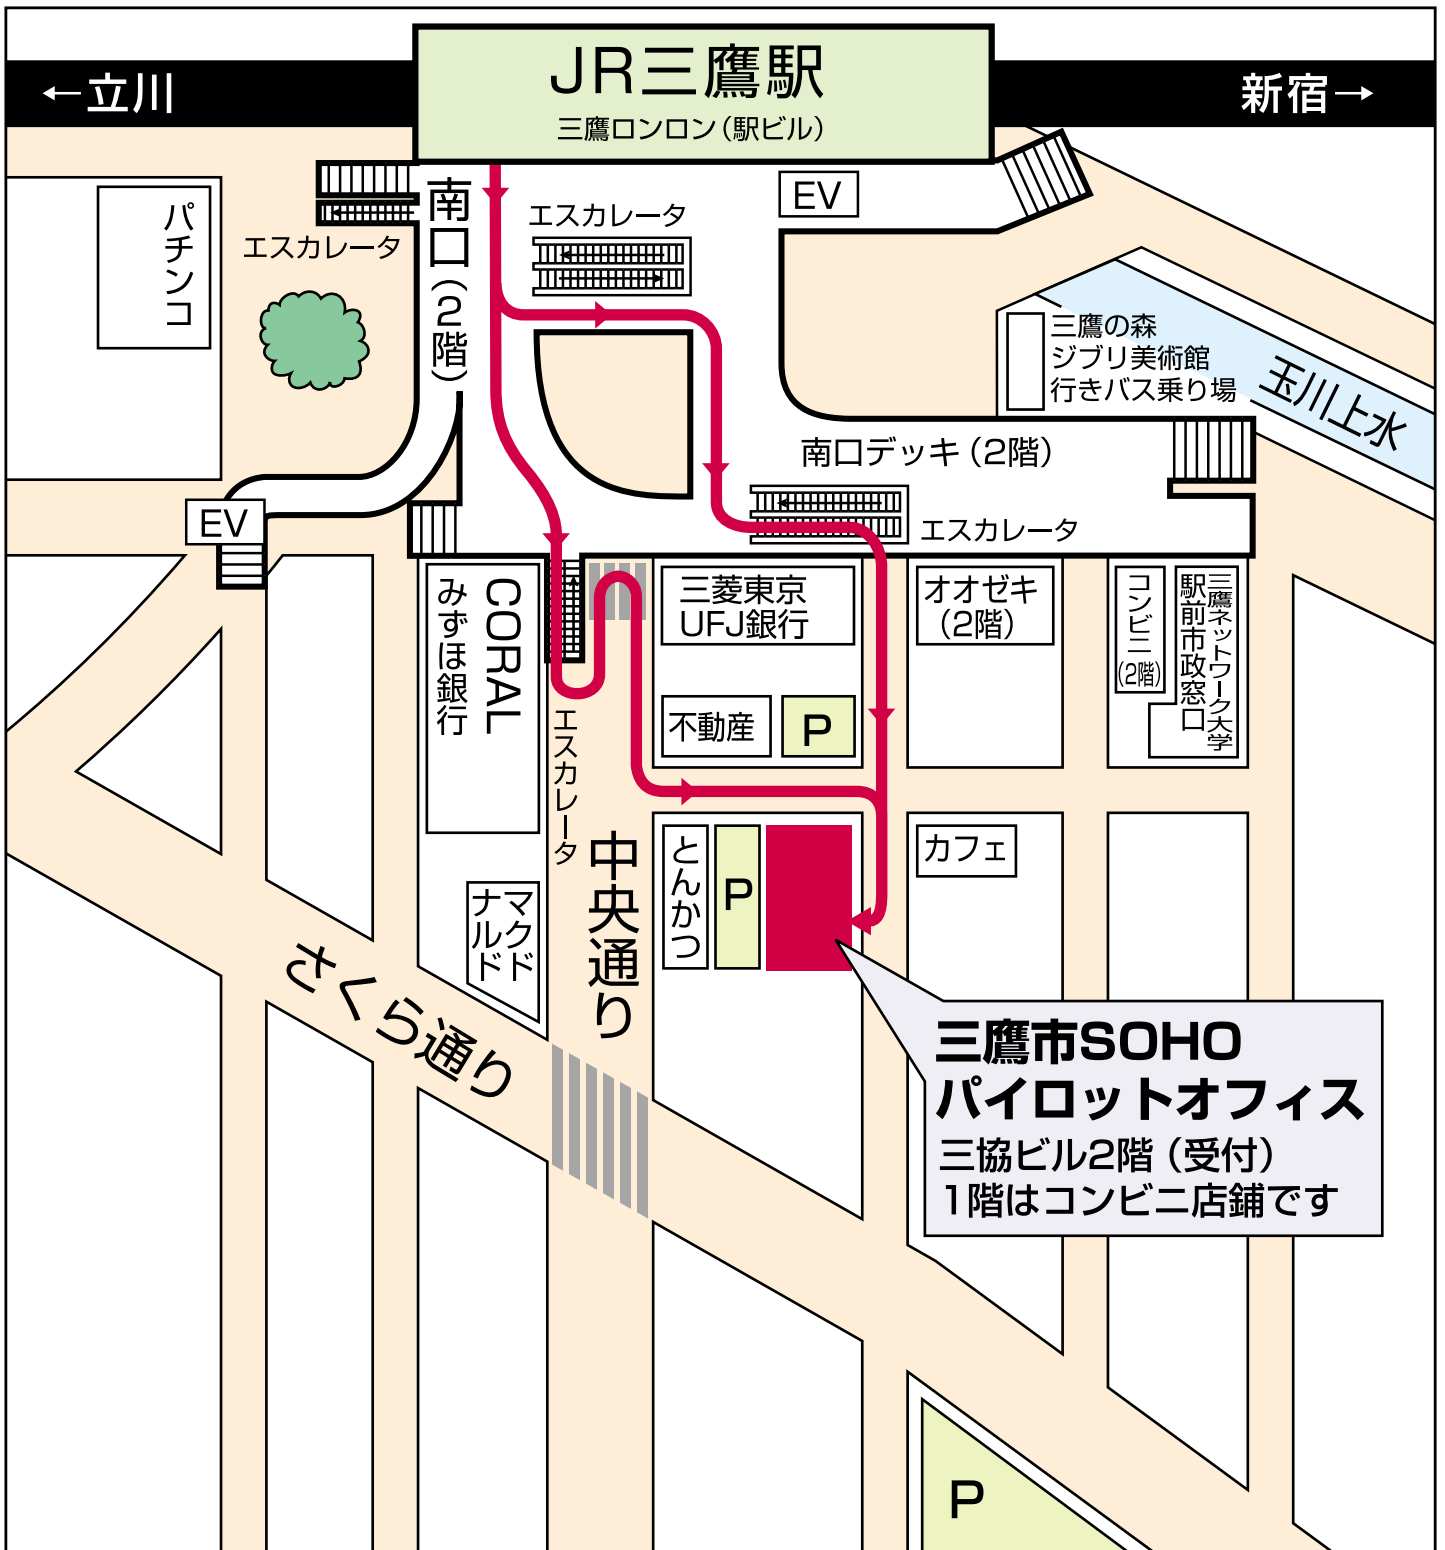 JR三鷹駅
三鷹ロンロン(駅ビル)
←立川
新宿→
南口(2階)
エスカレータ
EV
エスカレータ
パチンコ
三鷹の森
ジブリ美術館
行きバス乗り場
玉川上水
南口デッキ(2階)
エスカレータ
EV
CORAL
みずほ銀行
三菱東京
UFJ銀行
オオゼキ
(2階)
コンビニ
(2階)
三鷹ネットワーク大学
駅前市政窓口
不動産
P
エスカレータ
中央通り
とんかつ
P
カフェ
マクド
ナルド
さくら通り
三鷹市SOHO
パイロットオフィス
三協ビル2階(受付)
1階はコンビニ店舗です
P